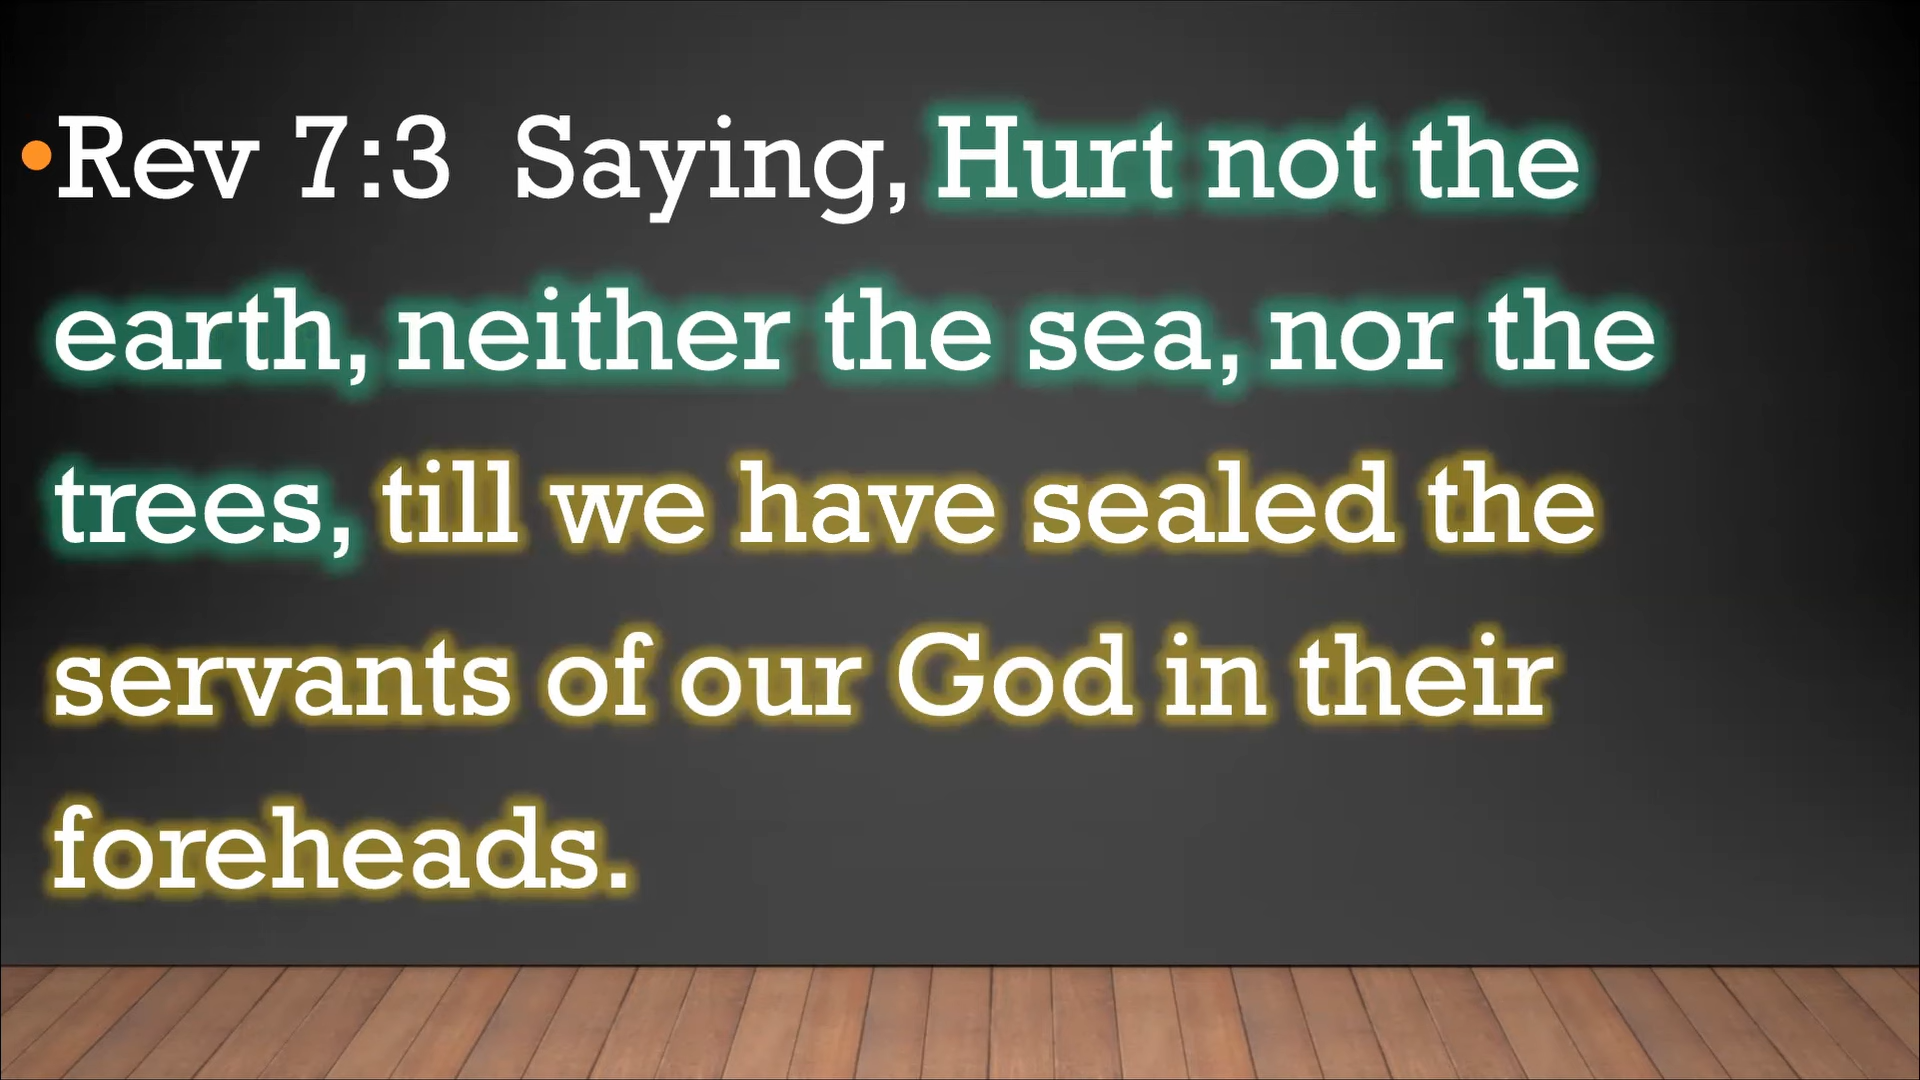 •Rev 7:3  Saying, Hurt not the
earth, neither the sea, nor the
trees, till we have sealed the
servants of our God in their
foreheads.